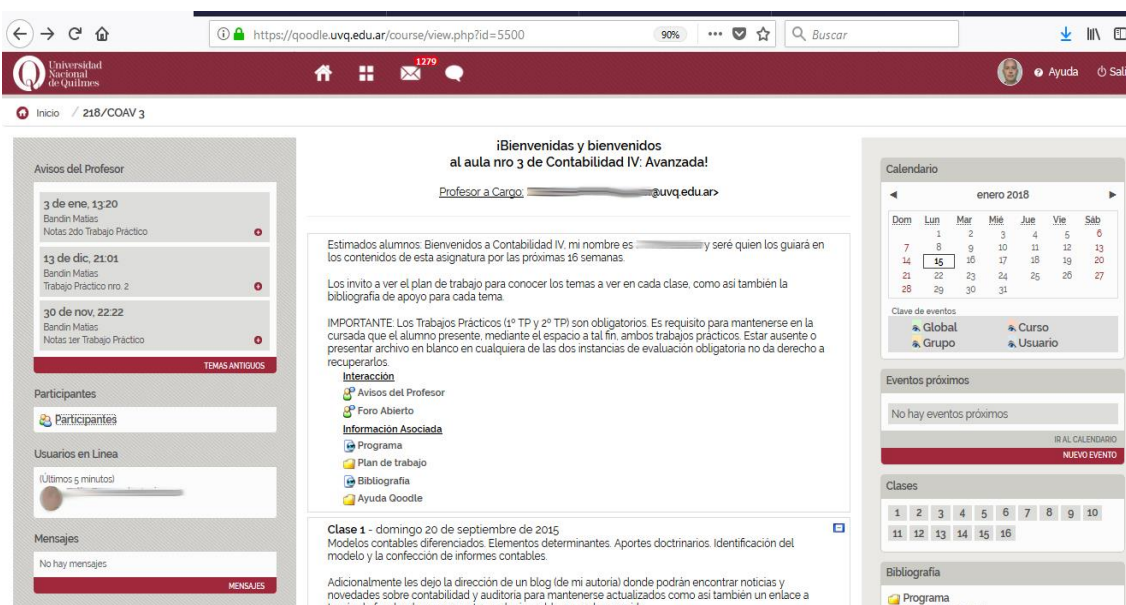 https://qoodle.uvq.edu.ar/course/view.php?id=5500
90%
Buscar
Universidad
Nacional
de Quilmes
1279
Ayuda
Sali
Inicio / 218/COAV 3
Avisos del Profesor
3 de ene, 13:20
Bandin Matias
Notas 2do Trabajo Práctico
13 de dic, 21:01
Bandin Matias
Trabajo Práctico nro. 2
30 de nov, 22:22
Bandin Matias
Notas 1er Trabajo Práctico
TEMAS ANTIGUOS
Participantes
Participantes
Usuarios en Linea
(Últimos 5 minutos)
Mensajes
No hay mensajes
MENSAJES
¡Bienvenidas y bienvenidos
al aula nro 3 de Contabilidad IV: Avanzada!
Profesor a Cargo: @uvq.edu.ar>
Estimados alumnos: Bienvenidos a Contabilidad IV, mi nombre es y seré quien los guiará en
los contenidos de esta asignatura por las próximas 16 semanas.
Los invito a ver el plan de trabajo para conocer los temas a ver en cada clase, como así también la
bibliografía de apoyo para cada tema.
IMPORTANTE: Los Trabajos Prácticos (1º TP y 2º TP) son obligatorios. Es requisito para mantenerse en la
cursada que el alumno presente, mediante el espacio a tal fin, ambos trabajos prácticos. Estar ausente o
presentar archivo en blanco en cualquiera de las dos instancias de evaluación obligatoria no da derecho a
recuperarlos.
Interacción
Avisos del Profesor
Foro Abierto
Información Asociada
Programa
Plan de trabajo
Bibliografía
Ayuda Qoodle
Clase 1 - domingo 20 de septiembre de 2015
Modelos contables diferenciados. Elementos determinantes. Aportes doctrinarios. Identificación del
modelo y la confección de informes contables.
Adicionalmente les dejo la dirección de un blog (de mi autoria) donde podrán encontrar noticias y
novedades sobre contabilidad y auditoria para mantenerse actualizados como asi también un enlace a
Calendario
enero 2018
Dom Lun Mar Mié Jue Vie Sáb
1 2 3 4 5 6
7 8 9 10 11 12 13
14 15 16 17 18 19 20
21 22 23 24 25 26 27
28 29 30 31
Clave de eventos
Global Curso
Grupo Usuario
Eventos próximos
No hay eventos próximos
IR AL CALENDARIO
NUEVO EVENTO
Clases
1 2 3 4 5 6 7 8 9 10
11 12 13 14 15 16
Bibliografía
Programa